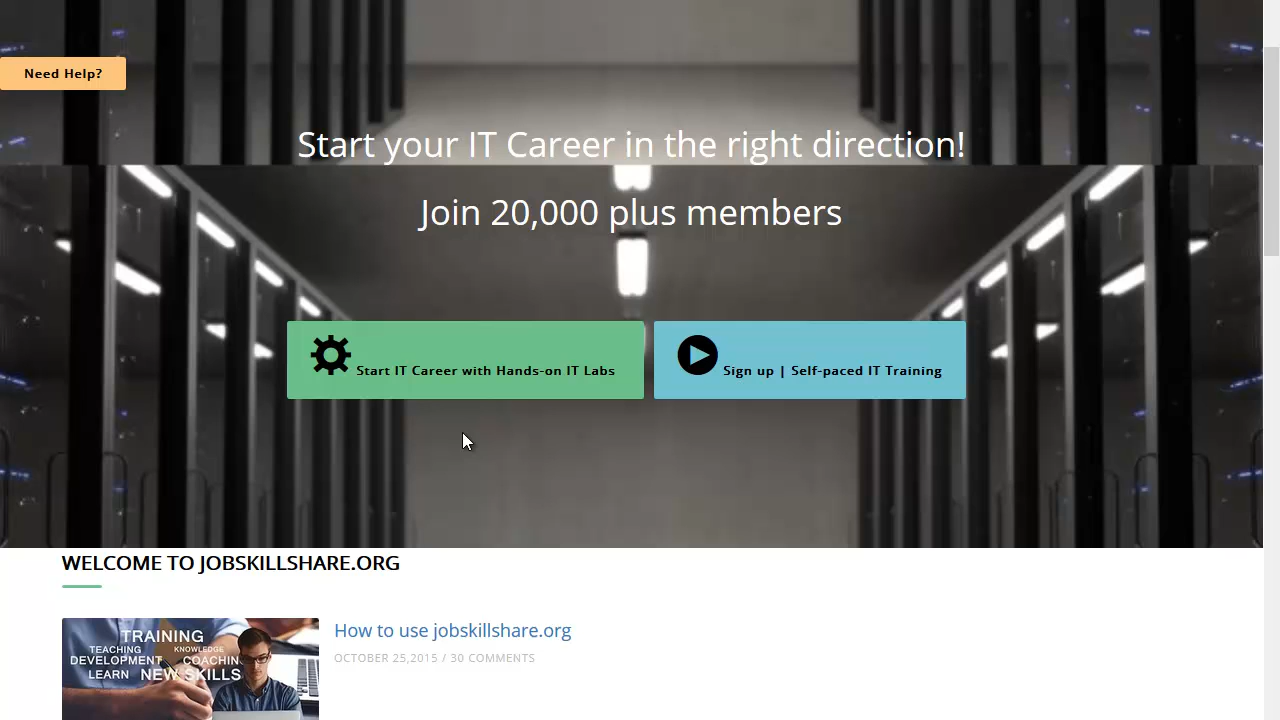 Need Help?
Start your IT Career in the right direction!
Join 20,000 plus members
Start IT Career with Hands-on IT Labs
Sign up | Self-paced IT Training
WELCOME TO JOBSKILLSHARE.ORG
How to use jobskillshare.org
OCTOBER 25,2015 / 30 COMMENTS
TRAINING
TEACHING KNOWLEDGE
DEVELOPMENT COACHIN
LEARN NEW SKILLS